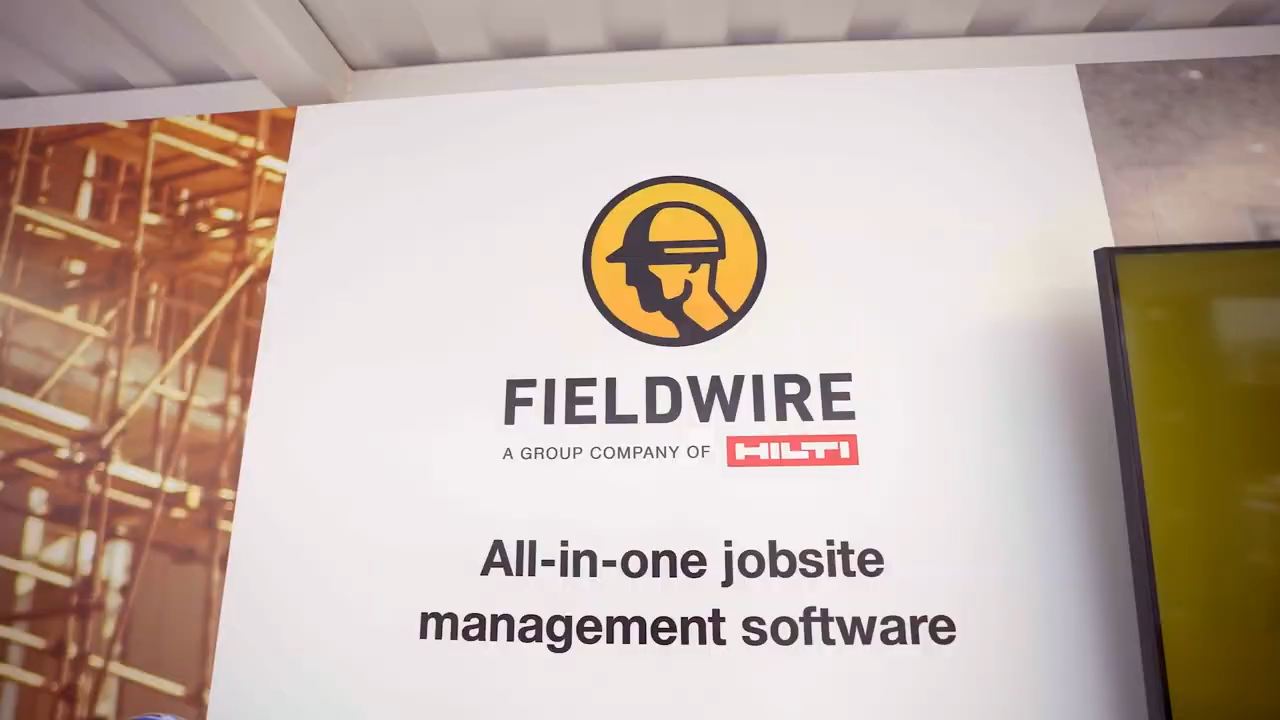 FIELDWIRE
A GROUP COMPANY OF HILTI
All-in-one jobsite
management software